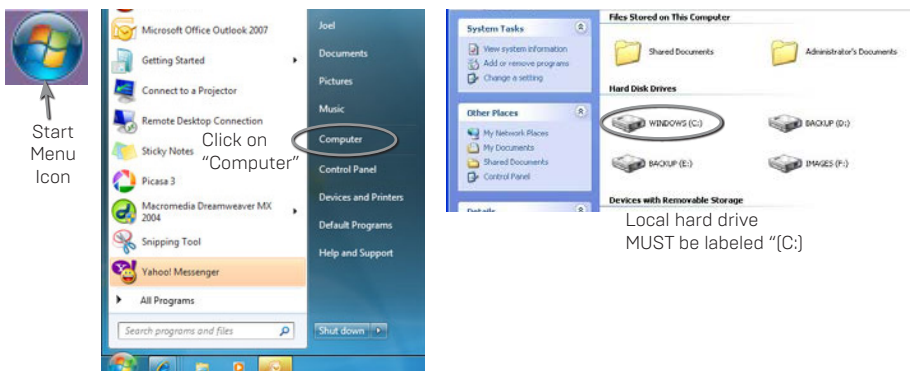 Start
Menu
Icon
Microsoft Office Outlook 2007
Getting Started
Connect to a Projector
Remote Desktop Connection
Sticky Notes
Picasa 3
Macromedia Dreamweaver MX
2004
Snipping Tool
Yahoo! Messenger
All Programs
Search programs and files
Joel
Documents
Pictures
Music
Click on
"Computer"
Computer
Control Panel
Devices and Printers
Default Programs
Help and Support
Shut down
System Tasks
View system information
Add or remove programs
Change a setting
Other Places
My Network Places
My Documents
Shared Documents
Control Panel
Details
Files Stored on This Computer
Shared Documents
Administrator's Documents
Hard Disk Drives
WINDOWS (C:)
BACKUP (D:)
BACKUP (E:)
IMAGES (F:)
Devices with Removable Storage
Local hard drive
MUST be labeled “(C:)